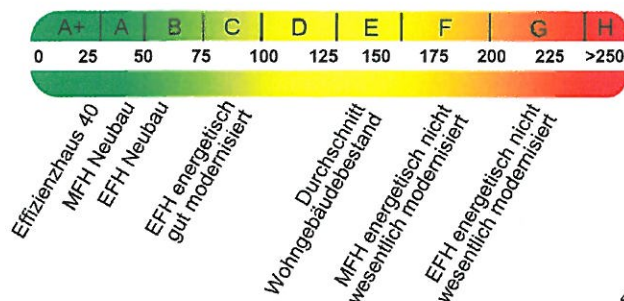 A+ A B C D E F G H
0 25 50 75 100 125 150 175 200 225 >250
Effizienzhaus 40
MFH Neubau
EFH Neubau
EFH energetisch
gut modernisiert
Durchschnitt
Wohngebäudebestand
MFH energetisch nicht
wesentlich modernisiert
EFH energetisch nicht
wesentlich modernisiert